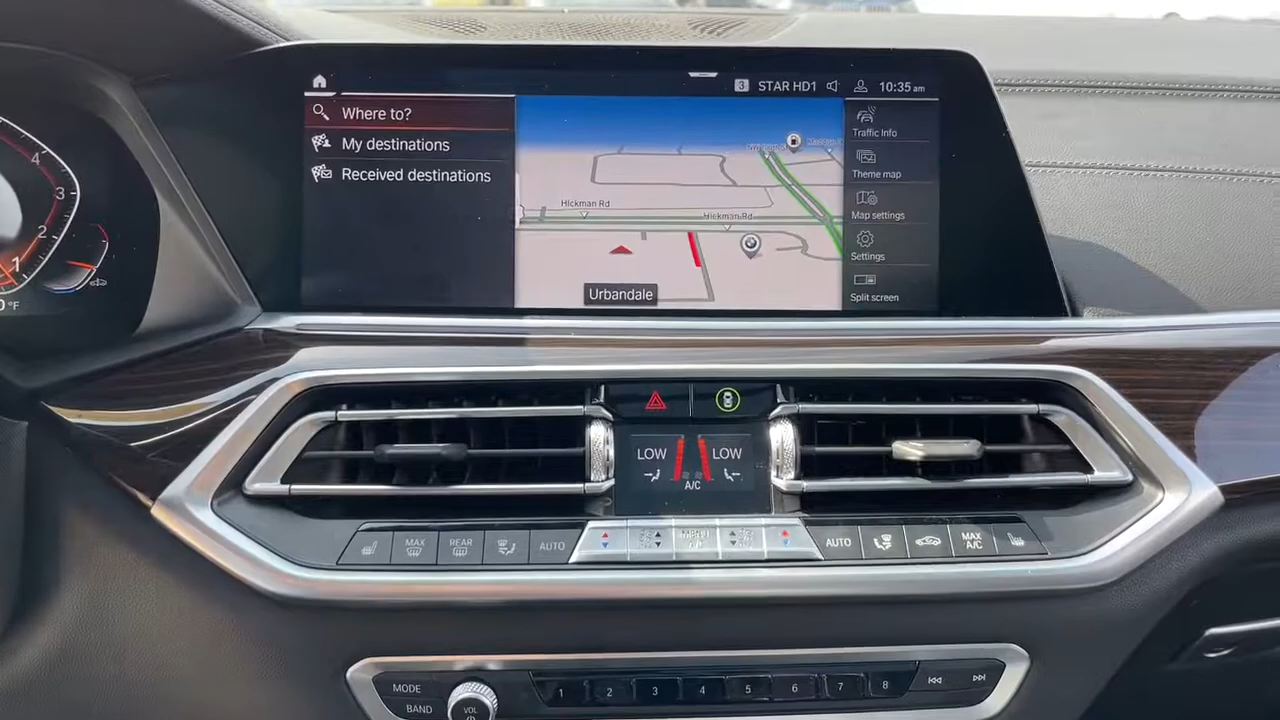 3 STAR HD1 10:35 am
Where to?
My destinations
Received destinations
Hickman Rd
Hickman Rd
Urbandale
Traffic Info
Theme map
Map settings
Settings
Split screen
4
3
2
1
0 °F
LOW
LOW
A/C
MAX
REAR
AUTO
MENU
A/C
AUTO
MAX
A/C
MODE
BAND
VOL
1 2 3 4 5 6 7 8